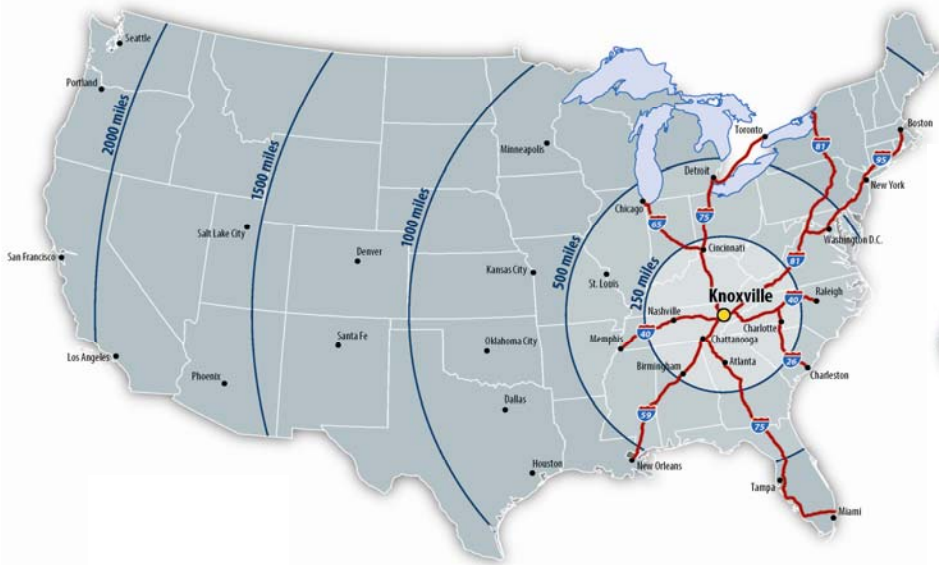 Seattle
Portland
2000 miles
1500 miles
1000 miles
Minneapolis
Toronto
81
Boston
95
Detroit
New York
Chicago
65
75
Salt Lake City
San Francisco
Denver
Kansas City
St. Louis
500 miles
250 miles
Cincinnati
Washington D.C.
81
Knoxville
40
Raleigh
Nashville
40
Memphis
Charlotte
Chattanooga
Santa Fe
Oklahoma City
Los Angeles
Phoenix
Birmingham
Atlanta
26
Charleston
Dallas
59
75
Houston
New Orleans
Tampa
Miami